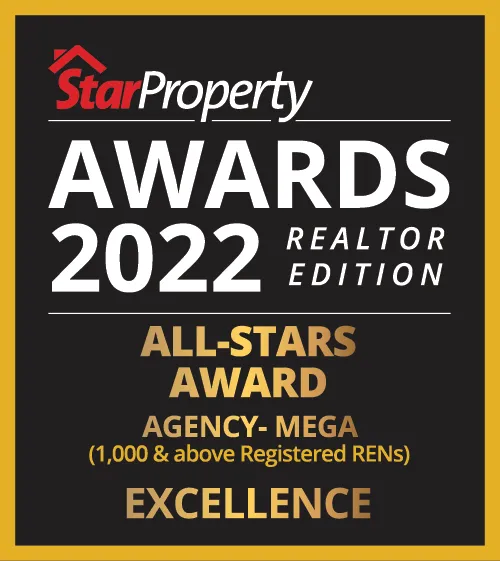 StarProperty
AWARDS
2022 REALTOR
EDITION
ALL-STARS
AWARD
AGENCY- MEGA
(1,000 & above Registered RENs)
EXCELLENCE